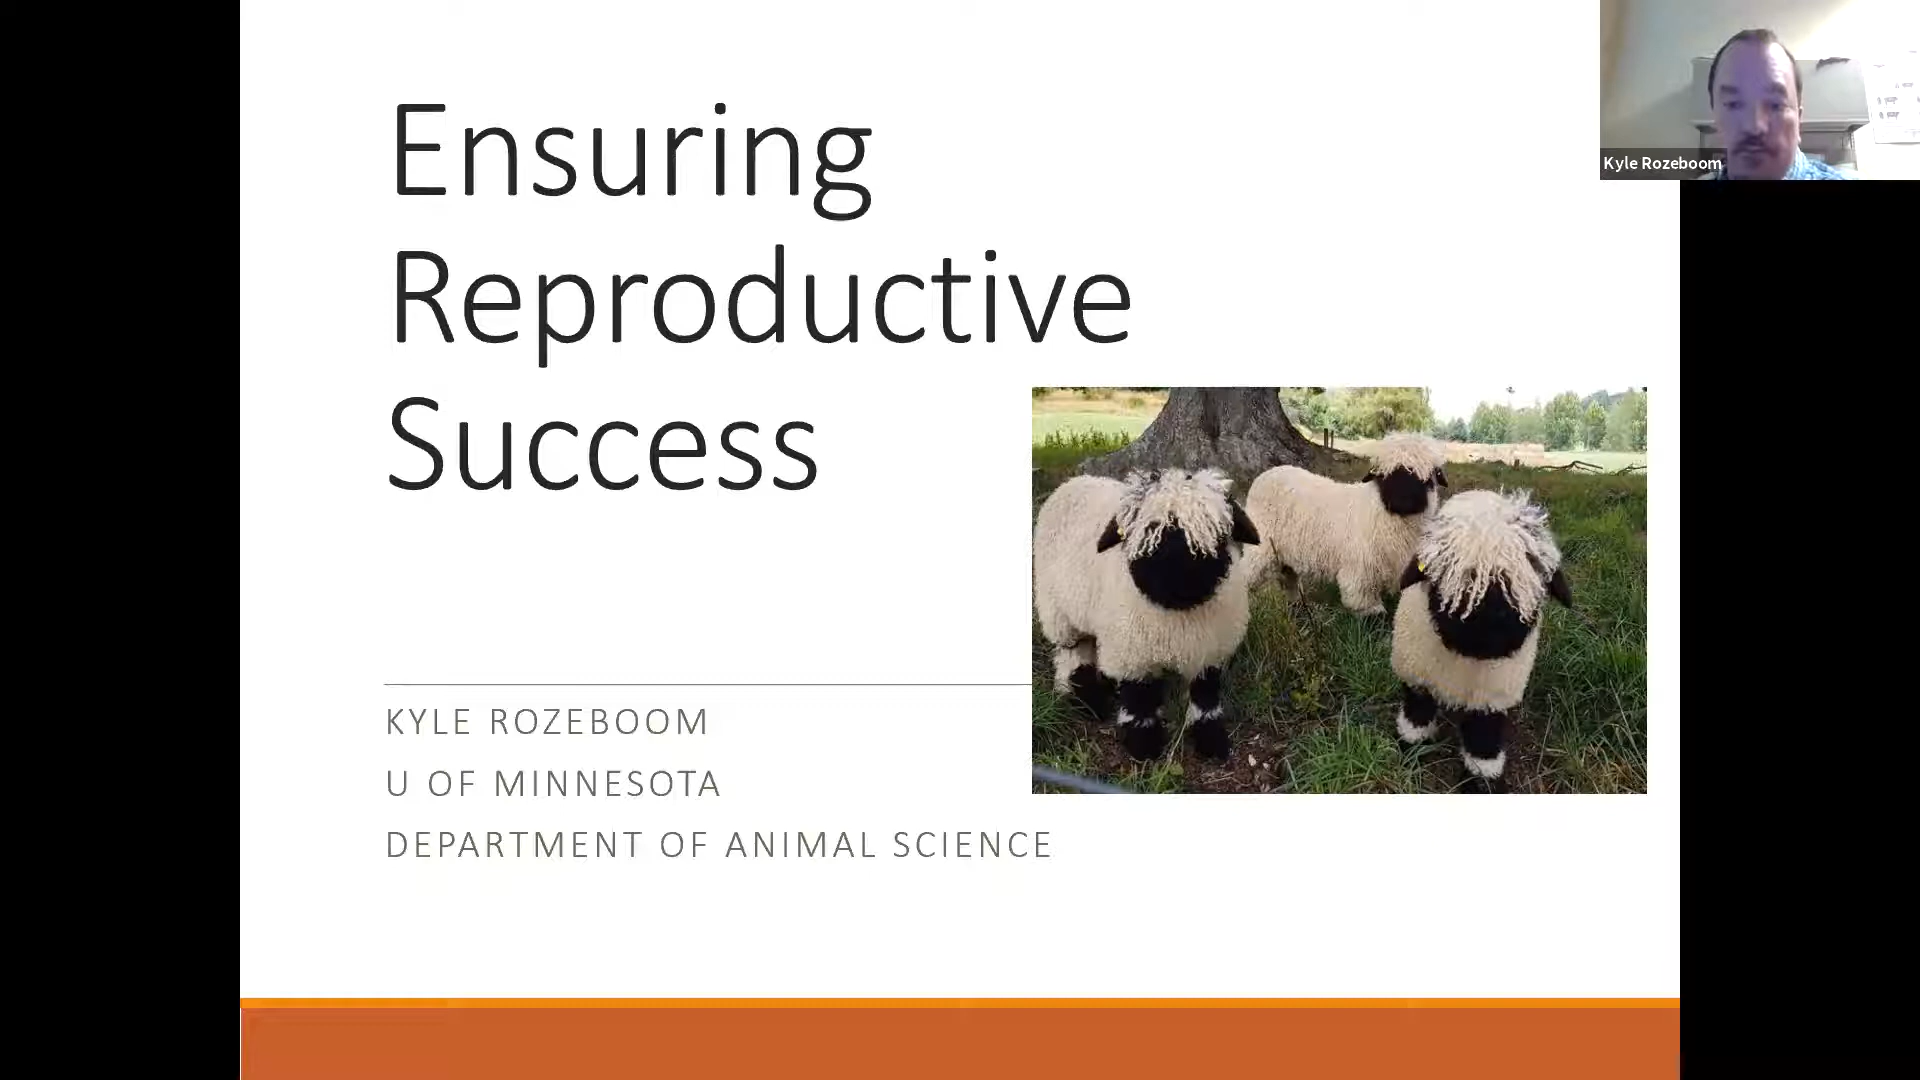 Ensuring
Reproductive
Success
KYLE ROZEBOOM
U OF MINNESOTA
DEPARTMENT OF ANIMAL SCIENCE
Kyle Rozeboom